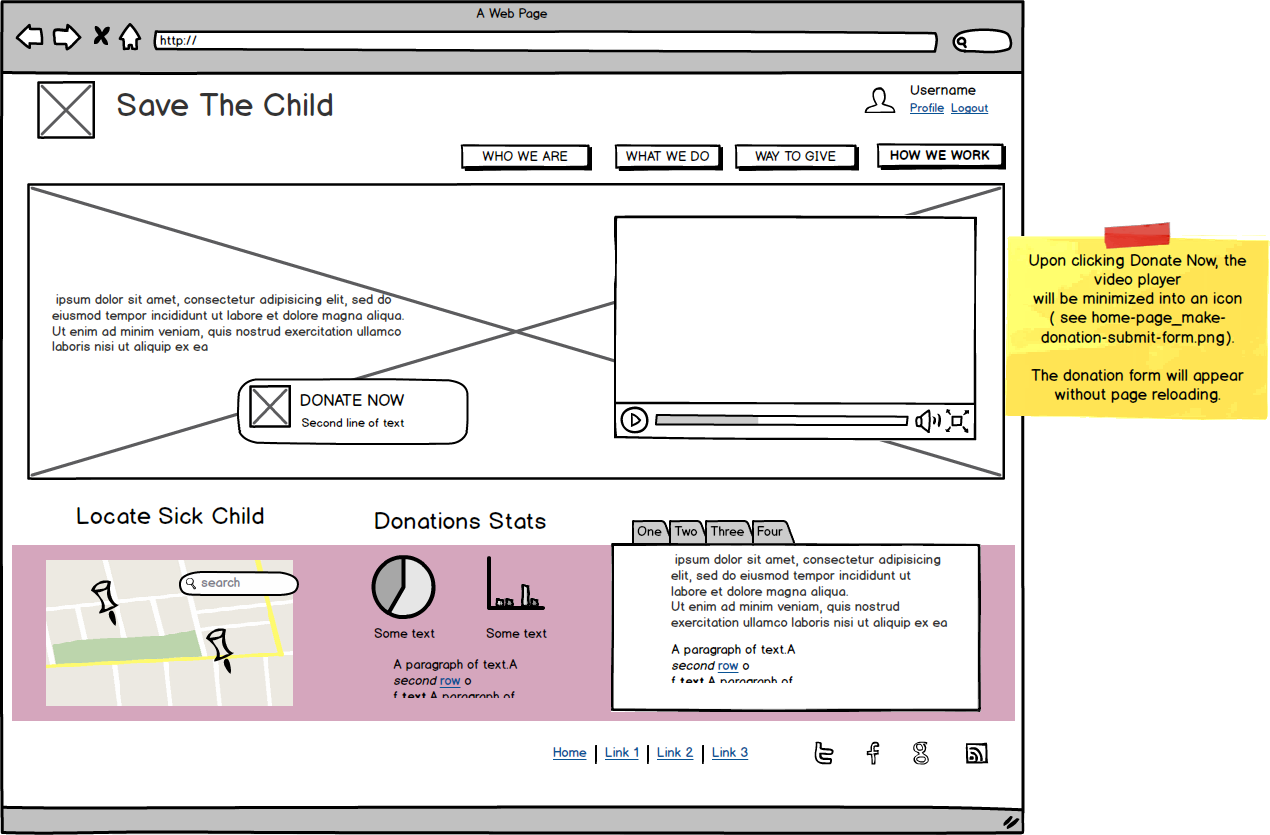 A Web Page
http://
Save The Child
Username
Profile Logout
WHO WE ARE
WHAT WE DO
WAY TO GIVE
HOW WE WORK
ipsum dolor sit amet, consectetur adipisicing elit, sed do
eiusmod tempor incididunt ut labore et dolore magna aliqua.
Ut enim ad minim veniam, quis nostrud exercitation ullamco
laboris nisi ut aliquip ex ea
DONATE NOW
Second line of text
Upon clicking Donate Now, the
video player
will be minimized into an icon
( see home-page_make-
donation-submit-form.png).
The donation form will appear
without page reloading.
Locate Sick Child
search
Donations Stats
Some text
Some text
A paragraph of text.A
second row o
f text.A paragraph of
One
Two
Three
Four
ipsum dolor sit amet, consectetur adipisicing
elit, sed do eiusmod tempor incididunt ut
labore et dolore magna aliqua.
Ut enim ad minim veniam, quis nostrud
exercitation ullamco laboris nisi ut aliquip ex ea
A paragraph of text.A
second row o
f text.A paragraph of
Home | Link 1 | Link 2 | Link 3